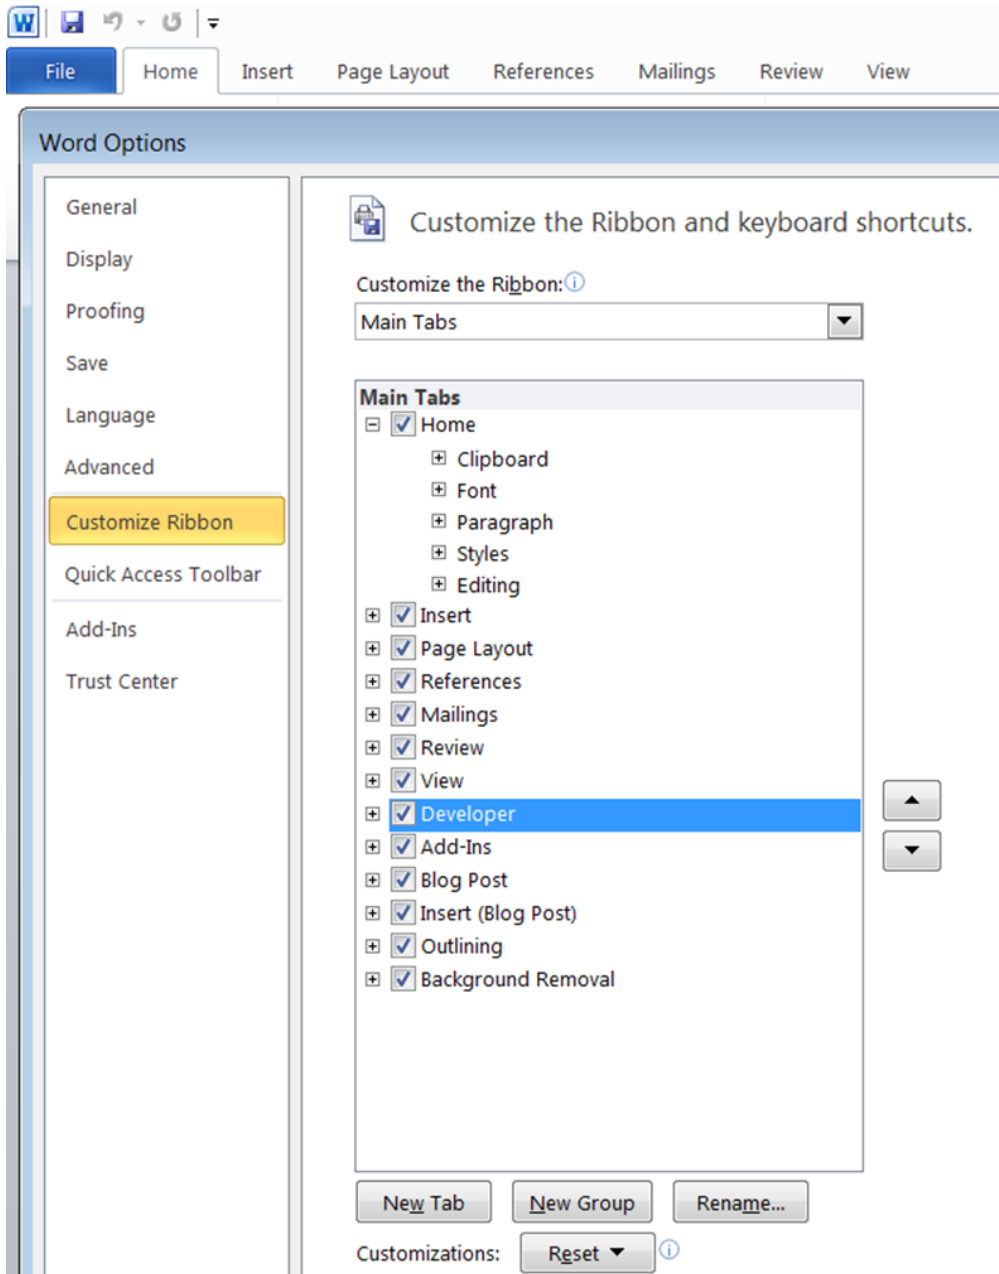 W
File Home Insert Page Layout References Mailings Review View
Word Options
General
Display
Proofing
Save
Language
Advanced
Customize Ribbon
Quick Access Toolbar
Add-Ins
Trust Center
Customize the Ribbon and keyboard shortcuts.
Customize the Ribbon:
Main Tabs
Main Tabs
Home
Clipboard
Font
Paragraph
Styles
Editing
Insert
Page Layout
References
Mailings
Review
View
Developer
Add-Ins
Blog Post
Insert (Blog Post)
Outlining
Background Removal
New Tab New Group Rename...
Customizations: Reset